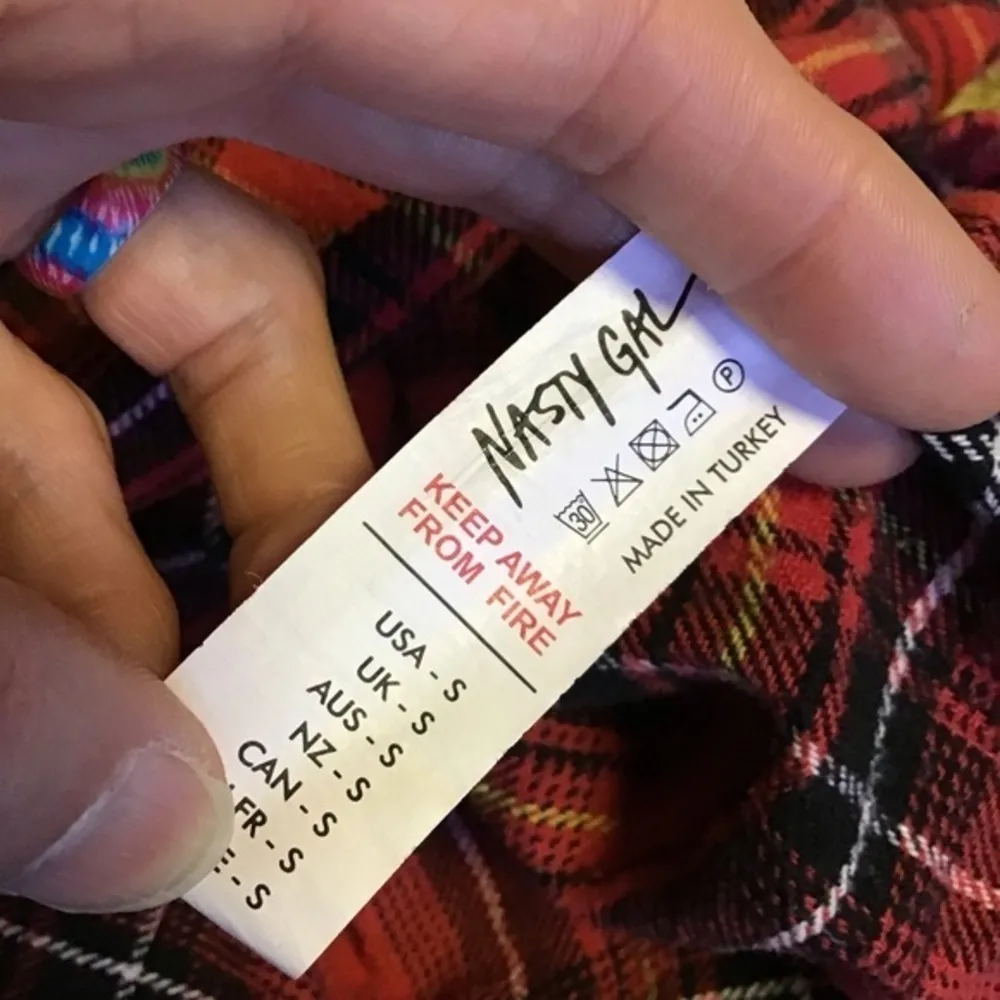 NASTY GAL
30
P
MADE IN TURKEY
KEEP AWAY
FROM FIRE
USA - S
UK - S
AUS - S
NZ - S
CAN - S
FR - S
- S